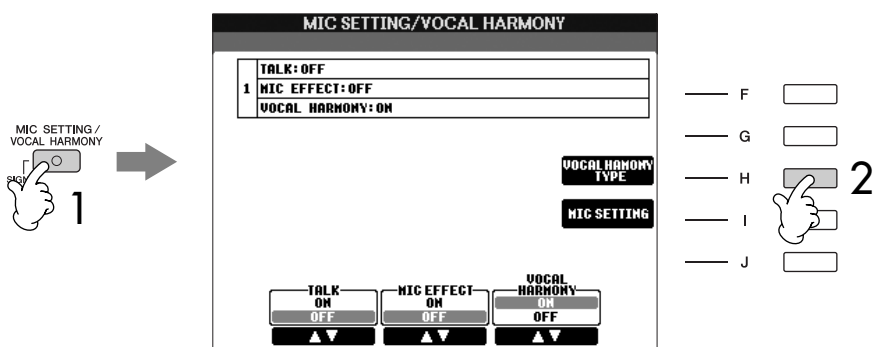 MIC SETTING/VOCAL HARMONY
TALK:OFF
1 MIC EFFECT:OFF
VOCAL HARMONY:ON
MIC SETTING /
VOCAL HARMONY
1
VOCAL HAMONY
TYPE
MIC SETTING
F
G
H
2
I
J
TALK
ON
OFF
MIC EFFECT
ON
OFF
VOCAL
HARMONY
ON
OFF